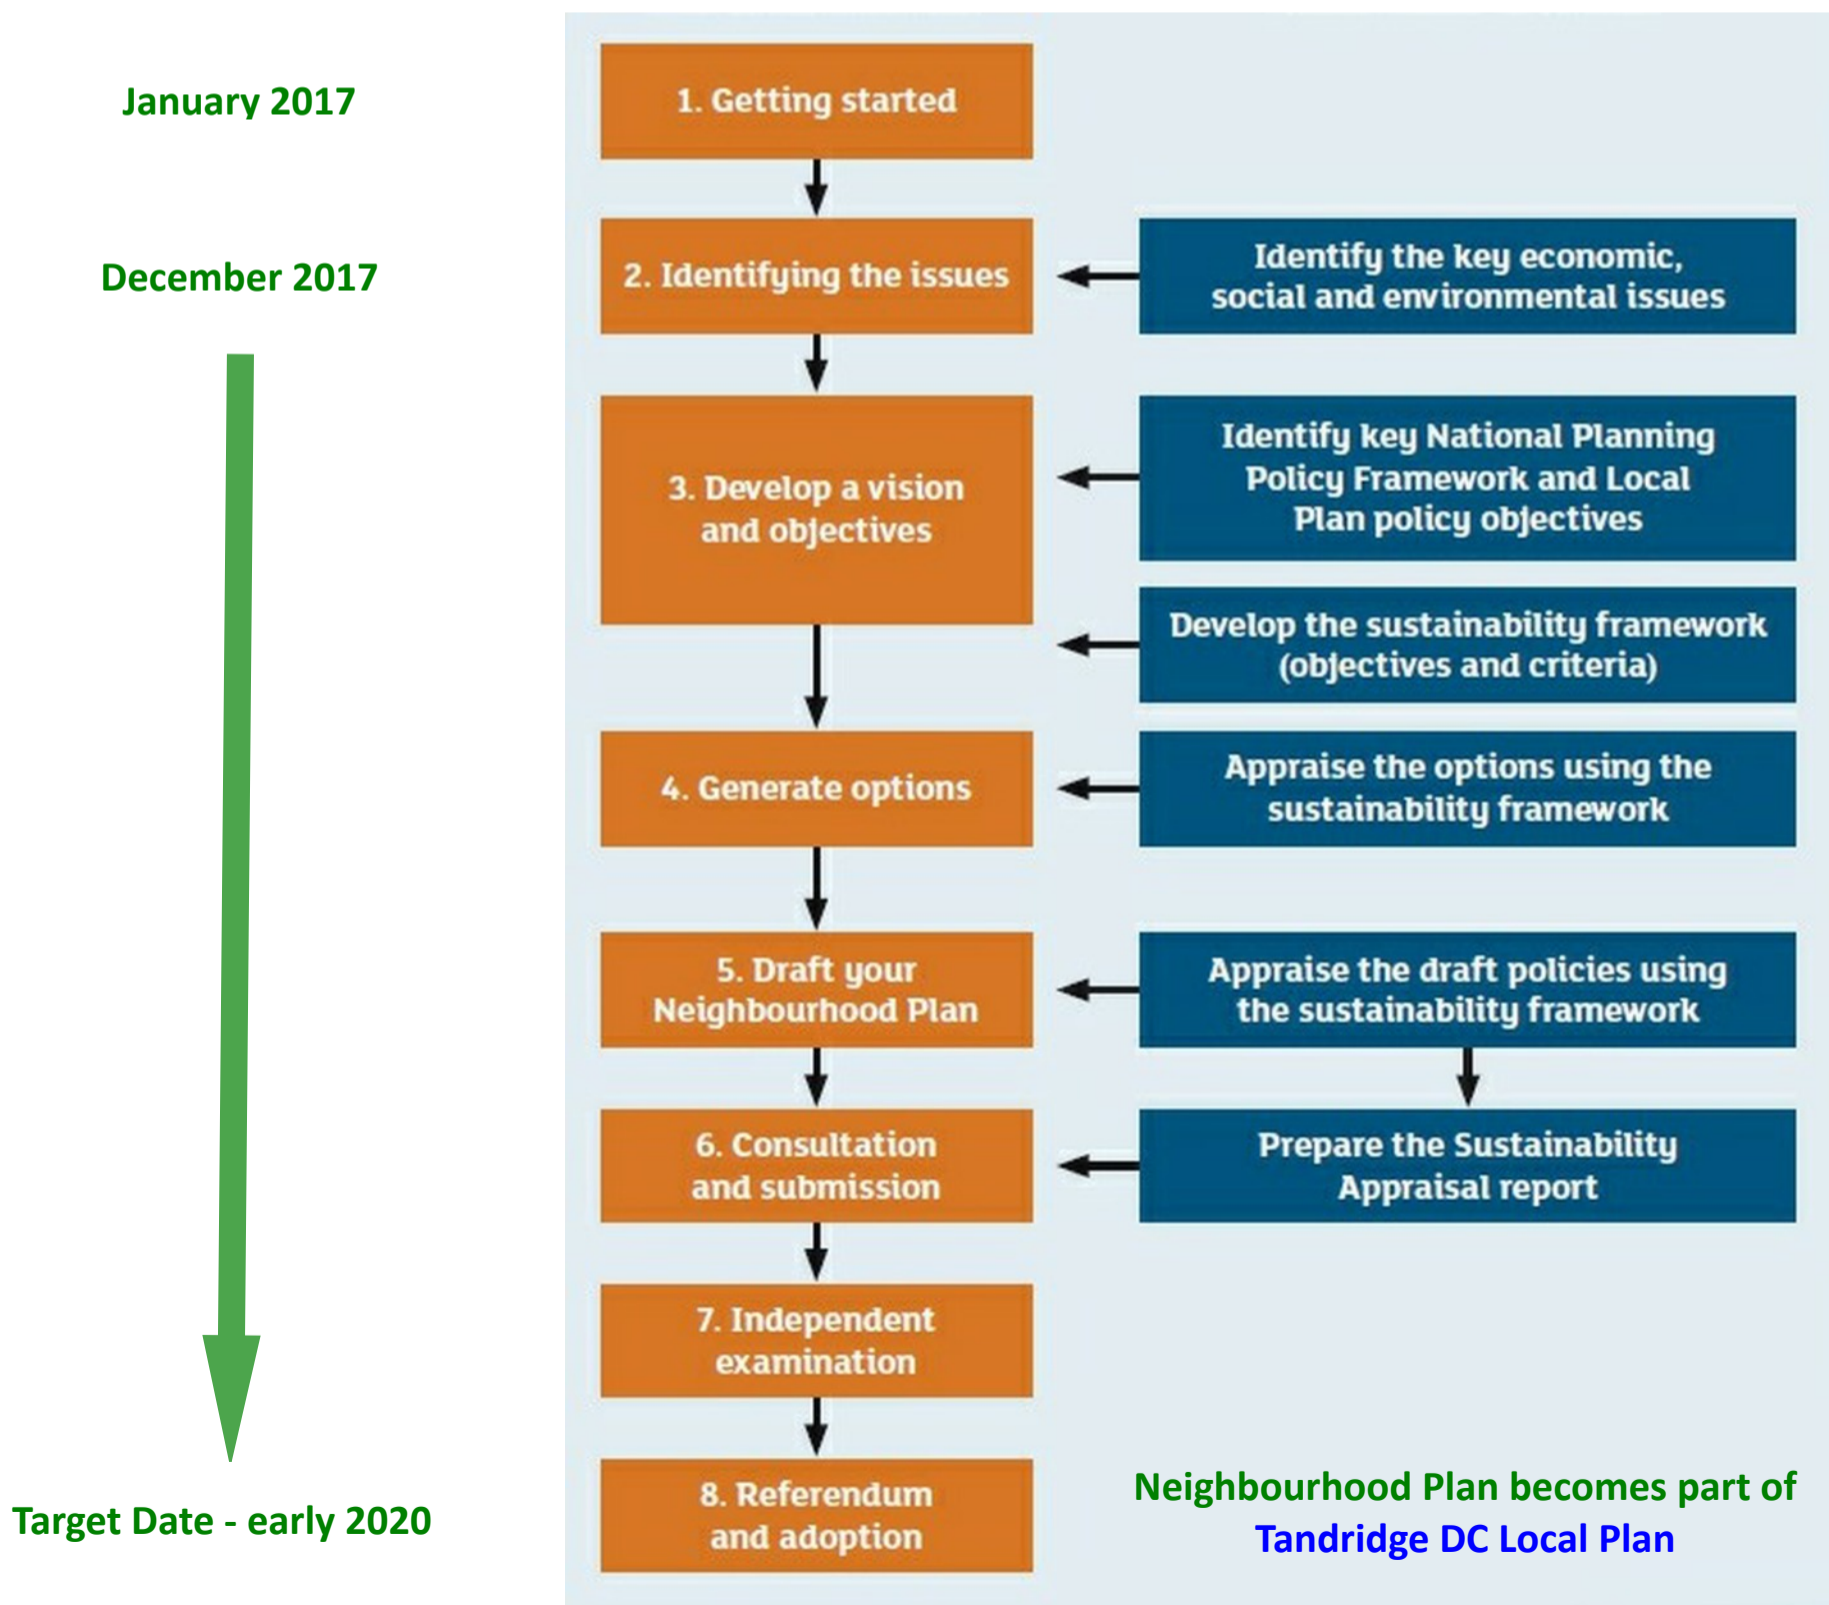 January 2017
1. Getting started
December 2017
2. Identifying the issues
Identify the key economic,
social and environmental issues
3. Develop a vision
and objectives
Identify key National Planning
Policy Framework and Local
Plan policy objectives
Develop the sustainability framework
(objectives and criteria)
4. Generate options
Appraise the options using the
sustainability framework
5. Draft your
Neighbourhood Plan
Appraise the draft policies using
the sustainability framework
6. Consultation
and submission
Prepare the Sustainability
Appraisal report
7. Independent
examination
Target Date - early 2020
8. Referendum
and adoption
Neighbourhood Plan becomes part of
Tandridge DC Local Plan